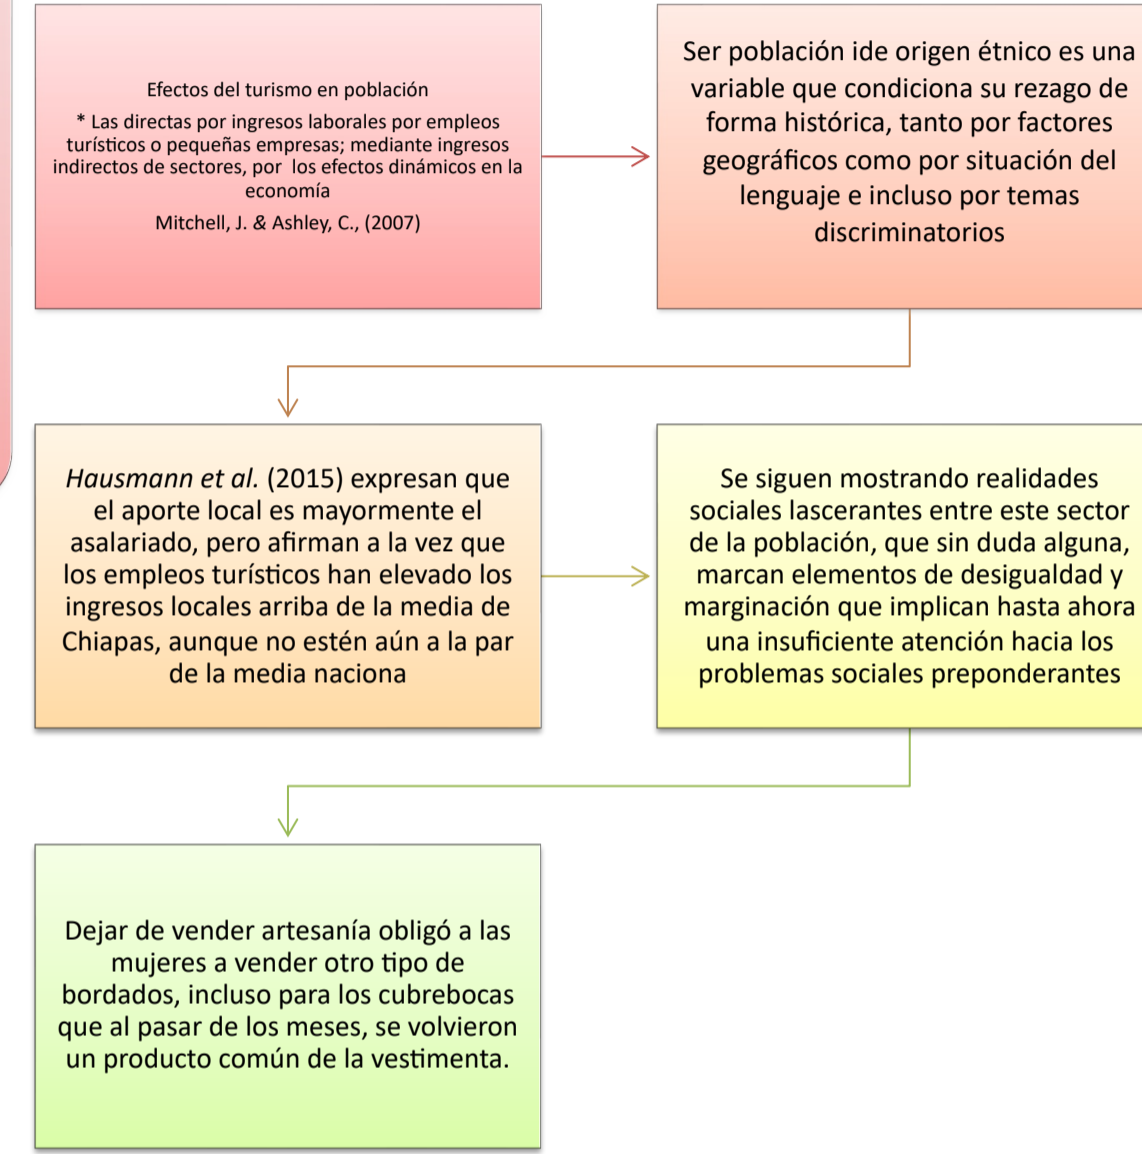 Efectos del turismo en población
* Las directas por ingresos laborales por empleos
turísticos o pequeñas empresas; mediante ingresos
indirectos de sectores, por los efectos dinámicos en la
economía
Mitchell, J. & Ashley, C., (2007)
Ser población ide origen étnico es una
variable que condiciona su rezago de
forma histórica, tanto por factores
geográficos como por situación del
lenguaje e incluso por temas
discriminatorios
Hausmann et al. (2015) expresan que
el aporte local es mayormente el
asalariado, pero afirman a la vez que
los empleos turísticos han elevado los
ingresos locales arriba de la media de
Chiapas, aunque no estén aún a la par
de la media naciona
Se siguen mostrando realidades
sociales lascerantes entre este sector
de la población, que sin duda alguna,
marcan elementos de desigualdad y
marginación que implican hasta ahora
una insuficiente atención hacia los
problemas sociales preponderantes
Dejar de vender artesanía obligó a las
mujeres a vender otro tipo de
bordados, incluso para los cubrebocas
que al pasar de los meses, se volvieron
un producto común de la vestimenta.